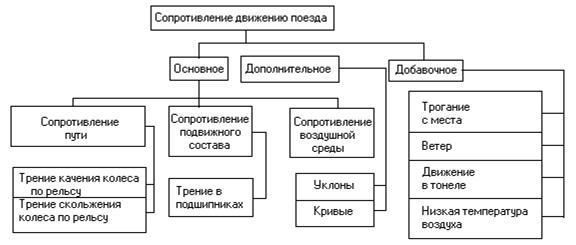 Сопротивление движению поезда
Основное
Дополнительное
Добавочное
Сопротивление
пути
Сопротивление
подвижного
состава
Сопротивление
воздушной
среды
Трогание
с места
Ветер
Движение
в тонеле
Низкая температура
воздуха
Трение качения колеса
по рельсу
Трение скольжения
колеса по рельсу
Трение в
подшипниках
Уклоны
Кривые